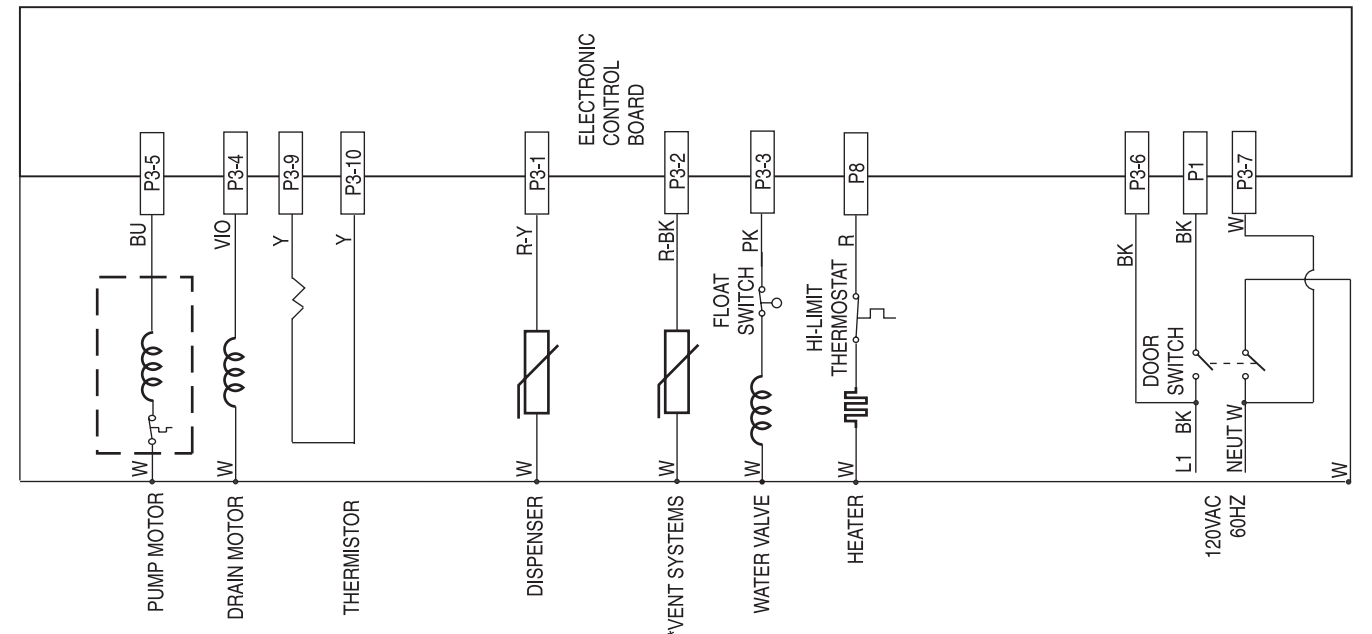 ELECTRONIC
CONTROL
BOARD
P3-5
P3-4
P3-9
P3-10
P3-1
P3-2
P3-3
P8
P3-6
P1
P3-7
BU
VIO
Y
Y
R-Y
R-BK
PK
R
BK
BK
W
FLOAT
SWITCH
HI-LIMIT
THERMOSTAT
DOOR
SWITCH
W
W
W
W
W
W
L1 BK
NEUT W
W
PUMP MOTOR
DRAIN MOTOR
THERMISTOR
DISPENSER
*VENT SYSTEMS
WATER VALVE
HEATER
120VAC
60HZ